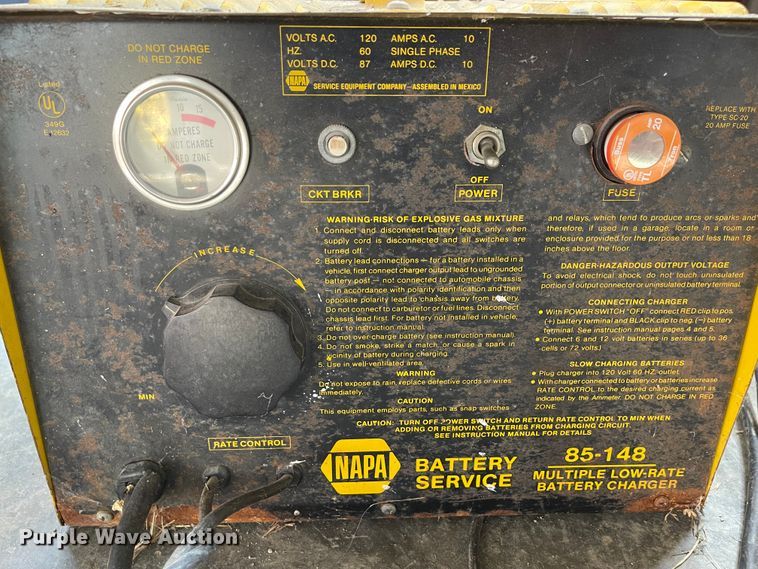 DO NOT CHARGE
IN RED ZONE
VOLTS A.C. 120 AMPS A.C. 10
HZ. 60 SINGLE PHASE
VOLTS D.C. 87 AMPS D.C. 10
NAPA SERVICE EQUIPMENT COMPANY – ASSEMBLED IN MEXICO
Listed
UL
349G
E12632
10 15
AMPERES
DO NOT CHARGE
IN RED ZONE
CKT BRKR
ON
OFF
POWER
AMP 20
Buss
TL
FUSE
REPLACE WITH
TYPE SC-20
20 AMP FUSE
INCREASE
MIN
RATE CONTROL
WARNING-RISK OF EXPLOSIVE GAS MIXTURE
1. Connect and disconnect battery leads only when
supply cord is disconnected and all switches are
turned off.
2. Battery lead connections — for a battery installed in a
vehicle, first connect charger output lead to ungrounded
battery post — not connected to automobile chassis
— in accordance with polarity identification and then
opposite polarity lead to chassis away from battery.
Do not connect to carburetor or fuel lines. Disconnect
chassis lead first. For battery not installed in vehicle,
refer to instruction manual.
3. Do not over charge battery (see instruction manual).
4. Do not smoke, strike a match, or cause a spark in
vicinity of battery during charging.
5. Use in well-ventilated area.
WARNING
Do not expose to rain, replace defective cords or wires
immediately.
CAUTION
This equipment employs parts, such as snap switches
and relays, which tend to produce arcs or sparks and
therefore, if used in a garage, locate in a room or
enclosure provided for the purpose or not less than 18"
inches above the floor.
DANGER-HAZARDOUS OUTPUT VOLTAGE
To avoid electrical shock, do not touch uninsulated
portion of output connector or uninsulated battery terminal.
CONNECTING CHARGER
• With POWER SWITCH "OFF" connect RED clip to pos.
(+) battery terminal and BLACK clip to neg. (–) battery
terminal. See instruction manual pages 4 and 5.
• Connect 6 and 12 volt batteries in series (up to 36
cells or 72 volts.)
SLOW CHARGING BATTERIES
• Plug charger into 120 Volt 60 HZ. outlet.
• With charger connected to battery or batteries increase
RATE CONTROL to the desired charging current as
indicated by the Ammeter. DO NOT CHARGE IN RED
ZONE.
CAUTION: TURN OFF POWER SWITCH AND RETURN RATE CONTROL TO MIN WHEN
ADDING OR REMOVING BATTERIES FROM CHARGING CIRCUIT.
SEE INSTRUCTION MANUAL FOR DETAILS
NAPA
BATTERY
SERVICE
85-148
MULTIPLE LOW-RATE
BATTERY CHARGER
Purple Wave Auction